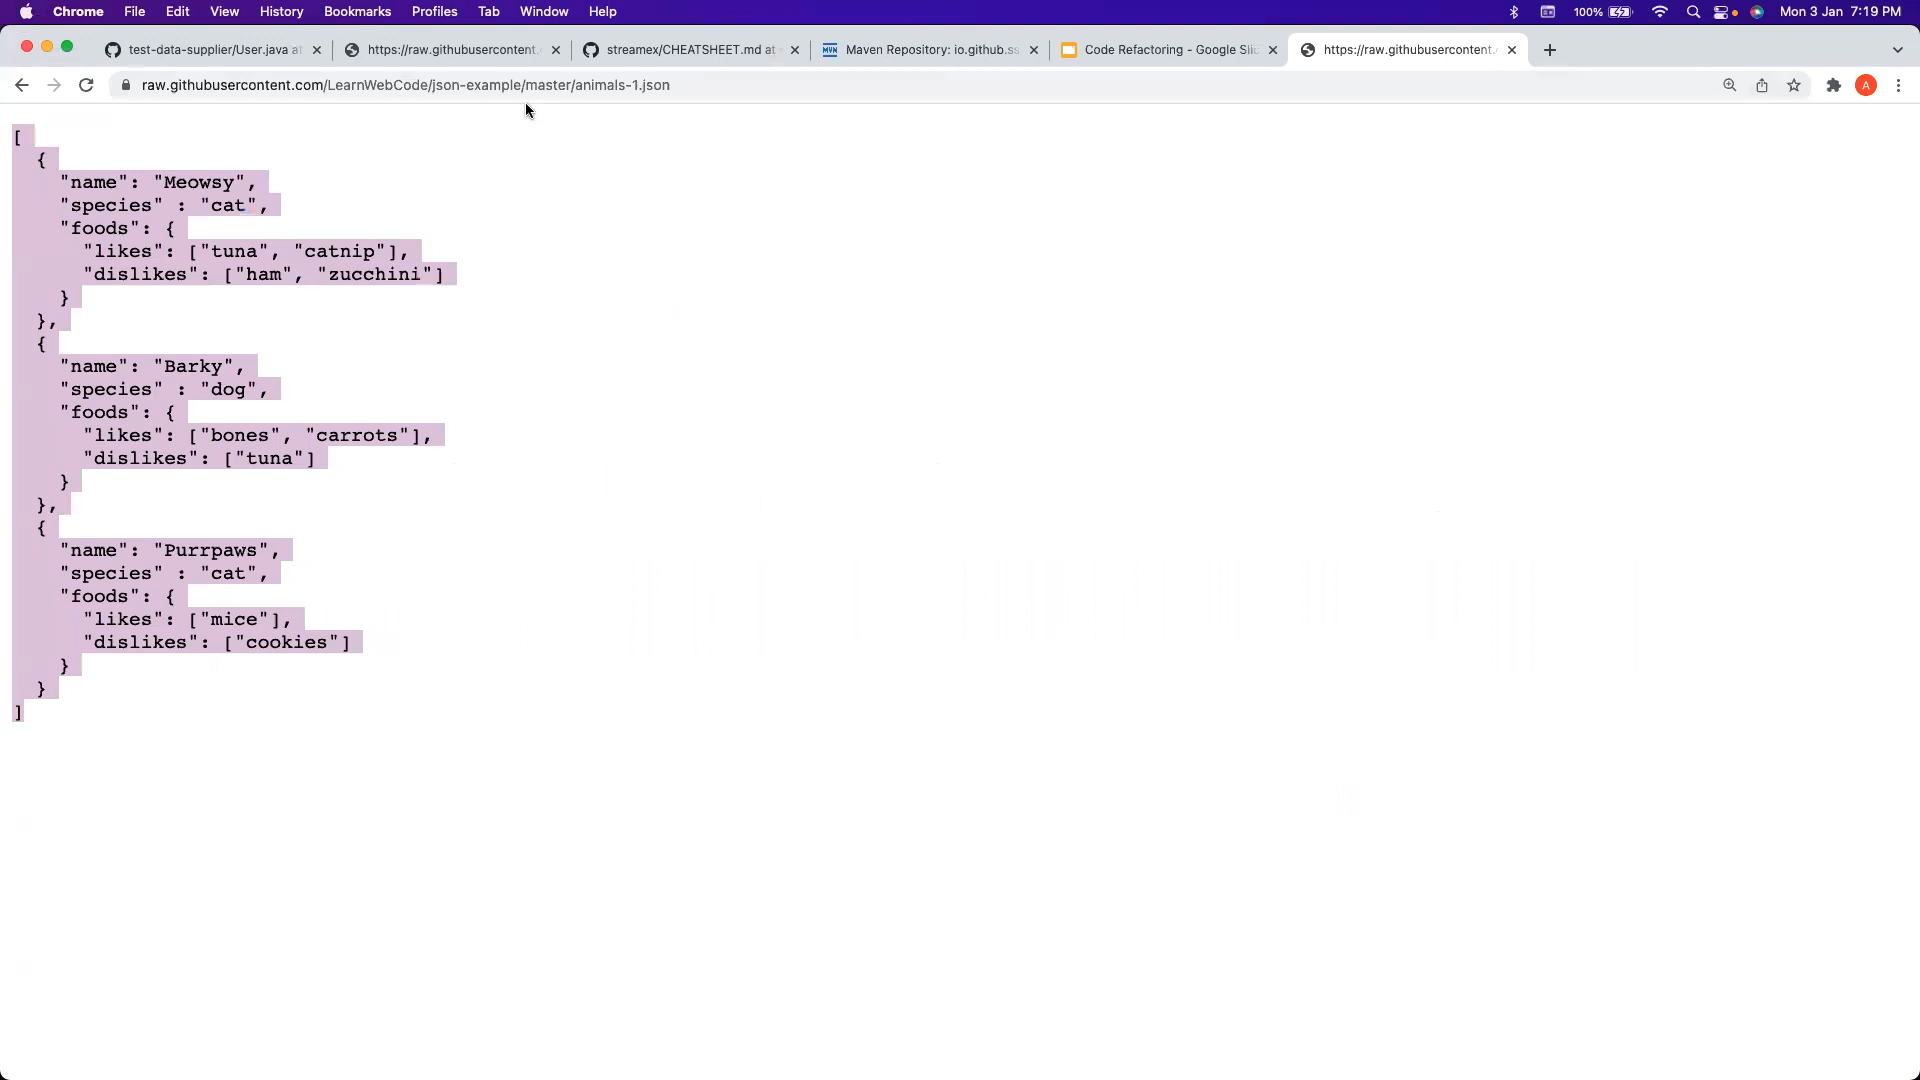 Chrome File Edit View History Bookmarks Profiles Tab Window Help 100% Mon 3 Jan 7:19 PM
test-data-supplier/User.java at https://raw.githubusercontent. streamex/CHEATSHEET.md at Maven Repository: io.github.ss Code Refactoring - Google Slid https://raw.githubusercontent.
raw.githubusercontent.com/LearnWebCode/json-example/master/animals-1.json A
[
{
"name": "Meowsy",
"species" : "cat",
"foods": {
"likes": ["tuna", "catnip"],
"dislikes": ["ham", "zucchini"]
}
},
{
"name": "Barky",
"species" : "dog",
"foods": {
"likes": ["bones", "carrots"],
"dislikes": ["tuna"]
}
},
{
"name": "Purrpaws",
"species" : "cat",
"foods": {
"likes": ["mice"],
"dislikes": ["cookies"]
}
}
]